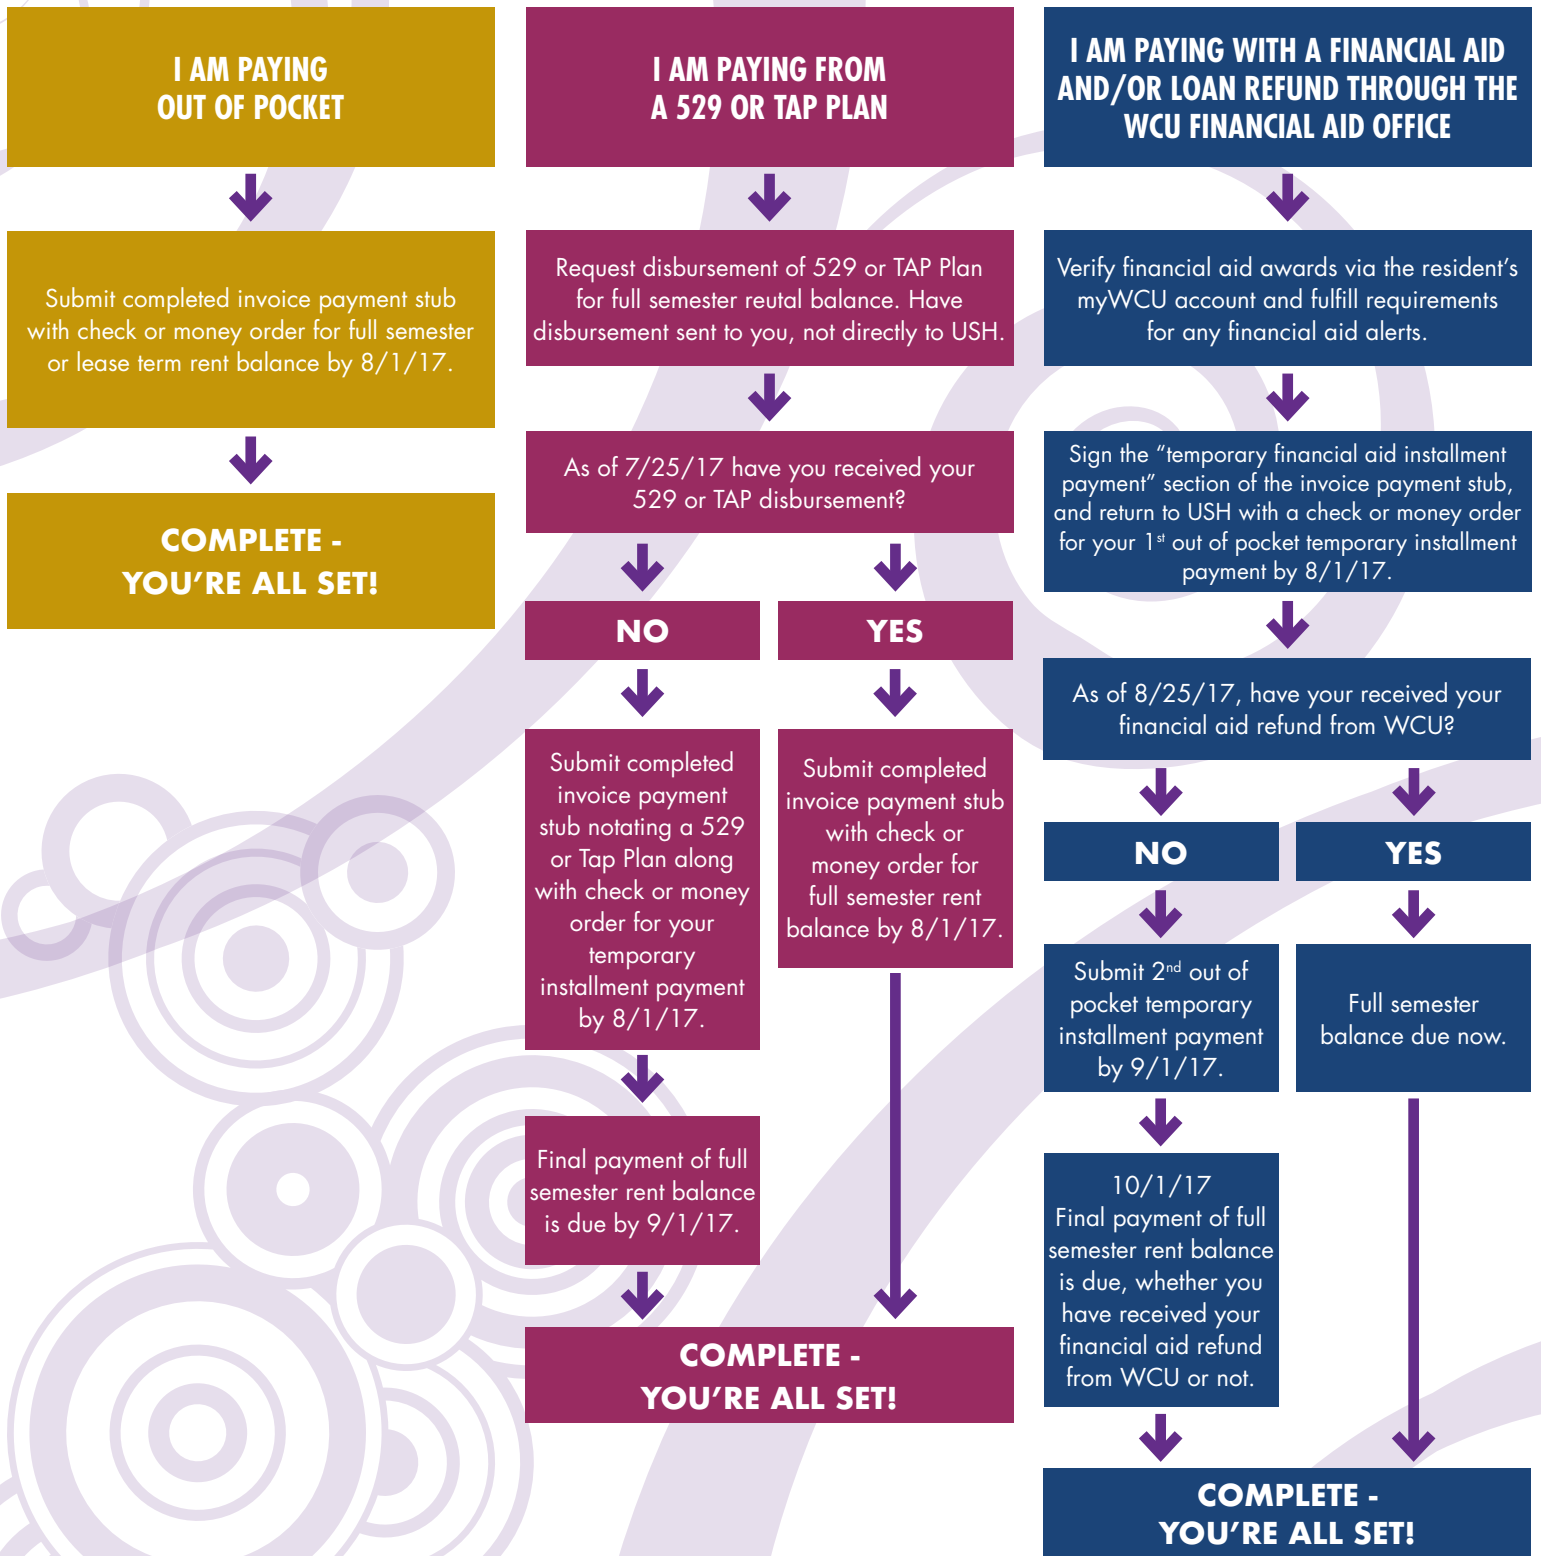 I AM PAYING
OUT OF POCKET
Submit completed invoice payment stub
with check or money order for full semester
or lease term rent balance by 8/1/17.
COMPLETE -
YOU'RE ALL SET!
I AM PAYING FROM
A 529 OR TAP PLAN
Request disbursement of 529 or TAP Plan
for full semester reutal balance. Have
disbursement sent to you, not directly to USH.
As of 7/25/17 have you received your
529 or TAP disbursement?
NO
Submit completed
invoice payment
stub notating a 529
or Tap Plan along
with check or money
order for your
temporary
installment payment
by 8/1/17.
Final payment of full
semester rent balance
is due by 9/1/17.
YES
Submit completed
invoice payment stub
with check or
money order for
full semester rent
balance by 8/1/17.
COMPLETE -
YOU'RE ALL SET!
I AM PAYING WITH A FINANCIAL AID
AND/OR LOAN REFUND THROUGH THE
WCU FINANCIAL AID OFFICE
Verify financial aid awards via the resident's
myWCU account and fulfill requirements
for any financial aid alerts.
Sign the "temporary financial aid installment
payment" section of the invoice payment stub,
and return to USH with a check or money order
for your 1st out of pocket temporary installment
payment by 8/1/17.
As of 8/25/17, have your received your
financial aid refund from WCU?
NO
Submit 2nd out of
pocket temporary
installment payment
by 9/1/17.
10/1/17
Final payment of full
semester rent balance
is due, whether you
have received your
financial aid refund
from WCU or not.
YES
Full semester
balance due now.
COMPLETE -
YOU'RE ALL SET!